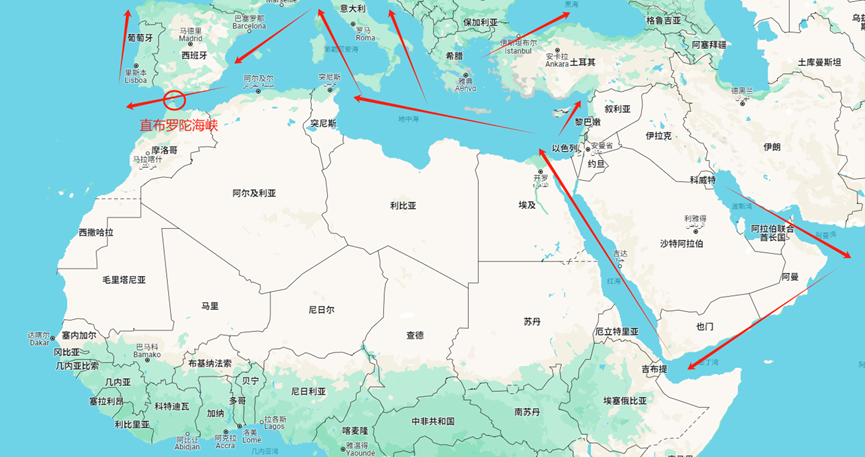 意大利
黑海
巴塞罗那
Barcelona
葡萄牙
马德里
Madrid
西班牙
罗马
Roma
保加利亚
格鲁吉亚
伊斯坦布尔
Istanbul
阿塞拜疆
安卡拉
Ankara
土耳其
希腊
里斯本
Lisboa
阿尔及尔
突尼斯
雅典
土库曼斯坦
德黑兰
叙利亚
直布罗陀海峡
突尼斯
地中海
黎巴嫩
伊拉克
以色列
安曼省
伊朗
摩洛哥
马拉喀什
约旦
开罗
科威特
阿尔及利亚
利比亚
埃及
波斯湾
利雅得
西撒哈拉
阿拉伯联合
酋长国
沙特阿拉伯
吉达
红海
阿曼
毛里塔尼亚
马里
尼日尔
乍得
苏丹
也门
厄立特里亚
达喀尔
Dakar
塞内加尔
冈比亚
几内亚比索
巴马科
Bamako
布基纳法索
吉布提
几内亚
贝宁
尼日利亚
塞拉利昂
科特迪瓦
多哥
加纳
埃塞俄比亚
利比里亚
中非共和国
南苏丹
拉各斯
Lagos
洛美
Lome
阿比让
Abidjan
阿克拉
Accra
喀麦隆
雅温得
Yaoundé
几内亚湾